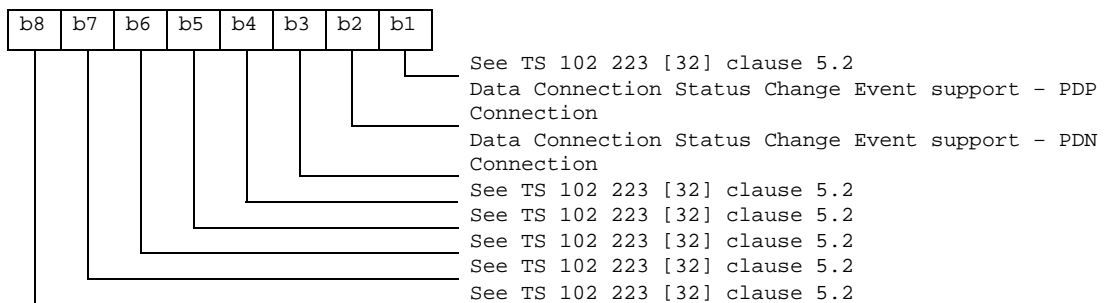 b8 b7 b6 b5 b4 b3 b2 b1
See TS 102 223 [32] clause 5.2
Data Connection Status Change Event support – PDP
Connection
Data Connection Status Change Event support – PDN
Connection
See TS 102 223 [32] clause 5.2
See TS 102 223 [32] clause 5.2
See TS 102 223 [32] clause 5.2
See TS 102 223 [32] clause 5.2
See TS 102 223 [32] clause 5.2